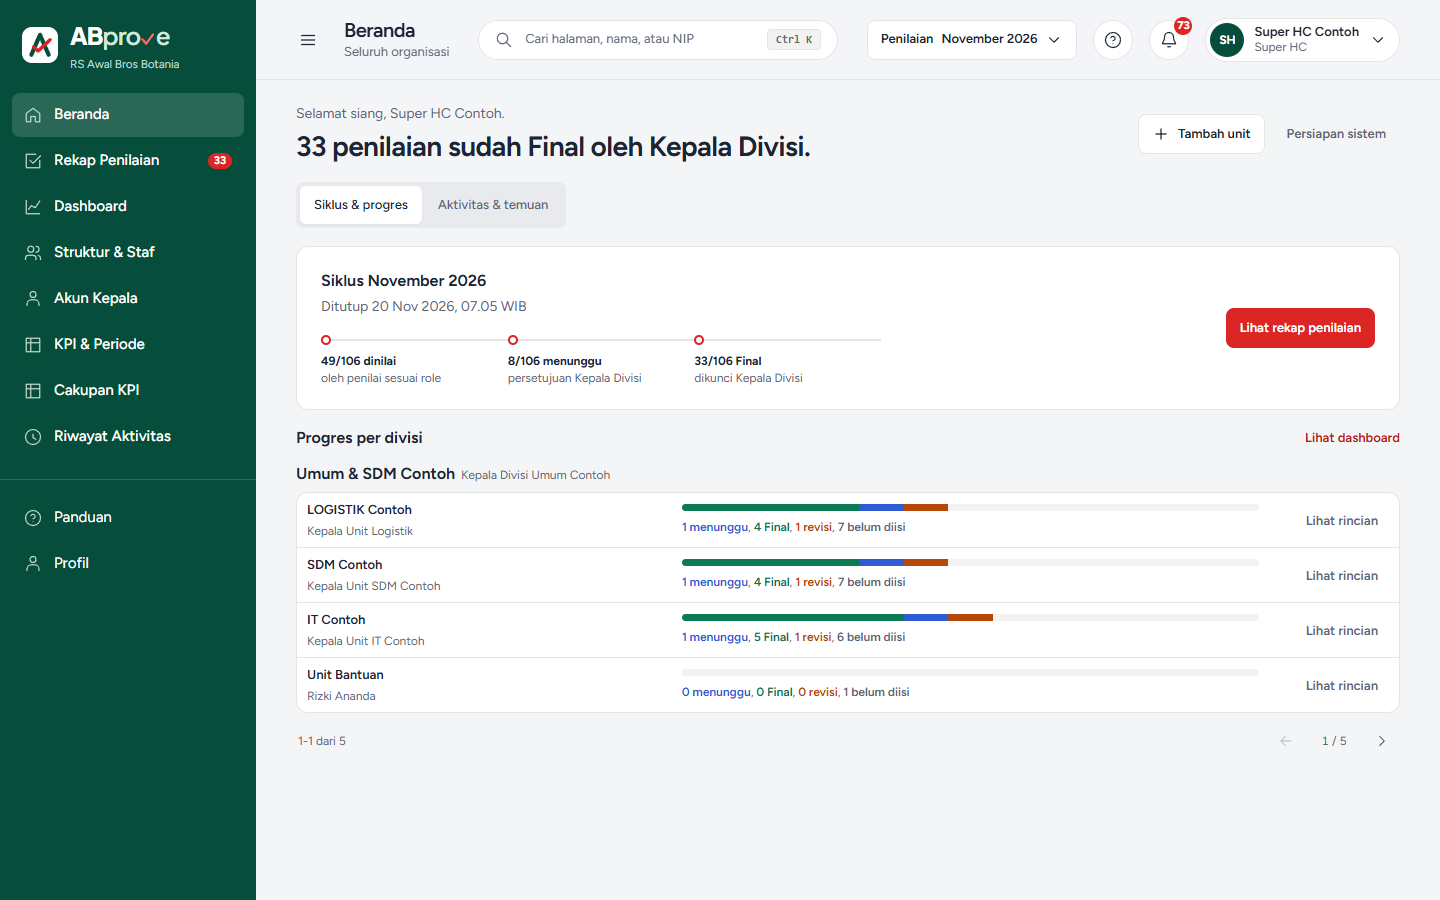 ABprove
RS Awal Bros Botania
Beranda
Rekap Penilaian 33
Dashboard
Struktur & Staf
Akun Kepala
KPI & Periode
Cakupan KPI
Riwayat Aktivitas
Panduan
Profil
Beranda
Seluruh organisasi
Cari halaman, nama, atau NIP Ctrl K
Penilaian November 2026
73
SH
Super HC Contoh
Super HC
Selamat siang, Super HC Contoh.
33 penilaian sudah Final oleh Kepala Divisi.
Tambah unit
Persiapan sistem
Siklus & progres
Aktivitas & temuan
Siklus November 2026
Ditutup 20 Nov 2026, 07.05 WIB
49/106 dinilai
oleh penilai sesuai role
8/106 menunggu
persetujuan Kepala Divisi
33/106 Final
dikunci Kepala Divisi
Lihat rekap penilaian
Progres per divisi
Lihat dashboard
Umum & SDM Contoh Kepala Divisi Umum Contoh
LOGISTIK Contoh
Kepala Unit Logistik
1 menunggu, 4 Final, 1 revisi, 7 belum diisi
Lihat rincian
SDM Contoh
Kepala Unit SDM Contoh
1 menunggu, 4 Final, 1 revisi, 7 belum diisi
Lihat rincian
IT Contoh
Kepala Unit IT Contoh
1 menunggu, 5 Final, 1 revisi, 6 belum diisi
Lihat rincian
Unit Bantuan
Rizki Ananda
0 menunggu, 0 Final, 0 revisi, 1 belum diisi
Lihat rincian
1-1 dari 5
1 / 5